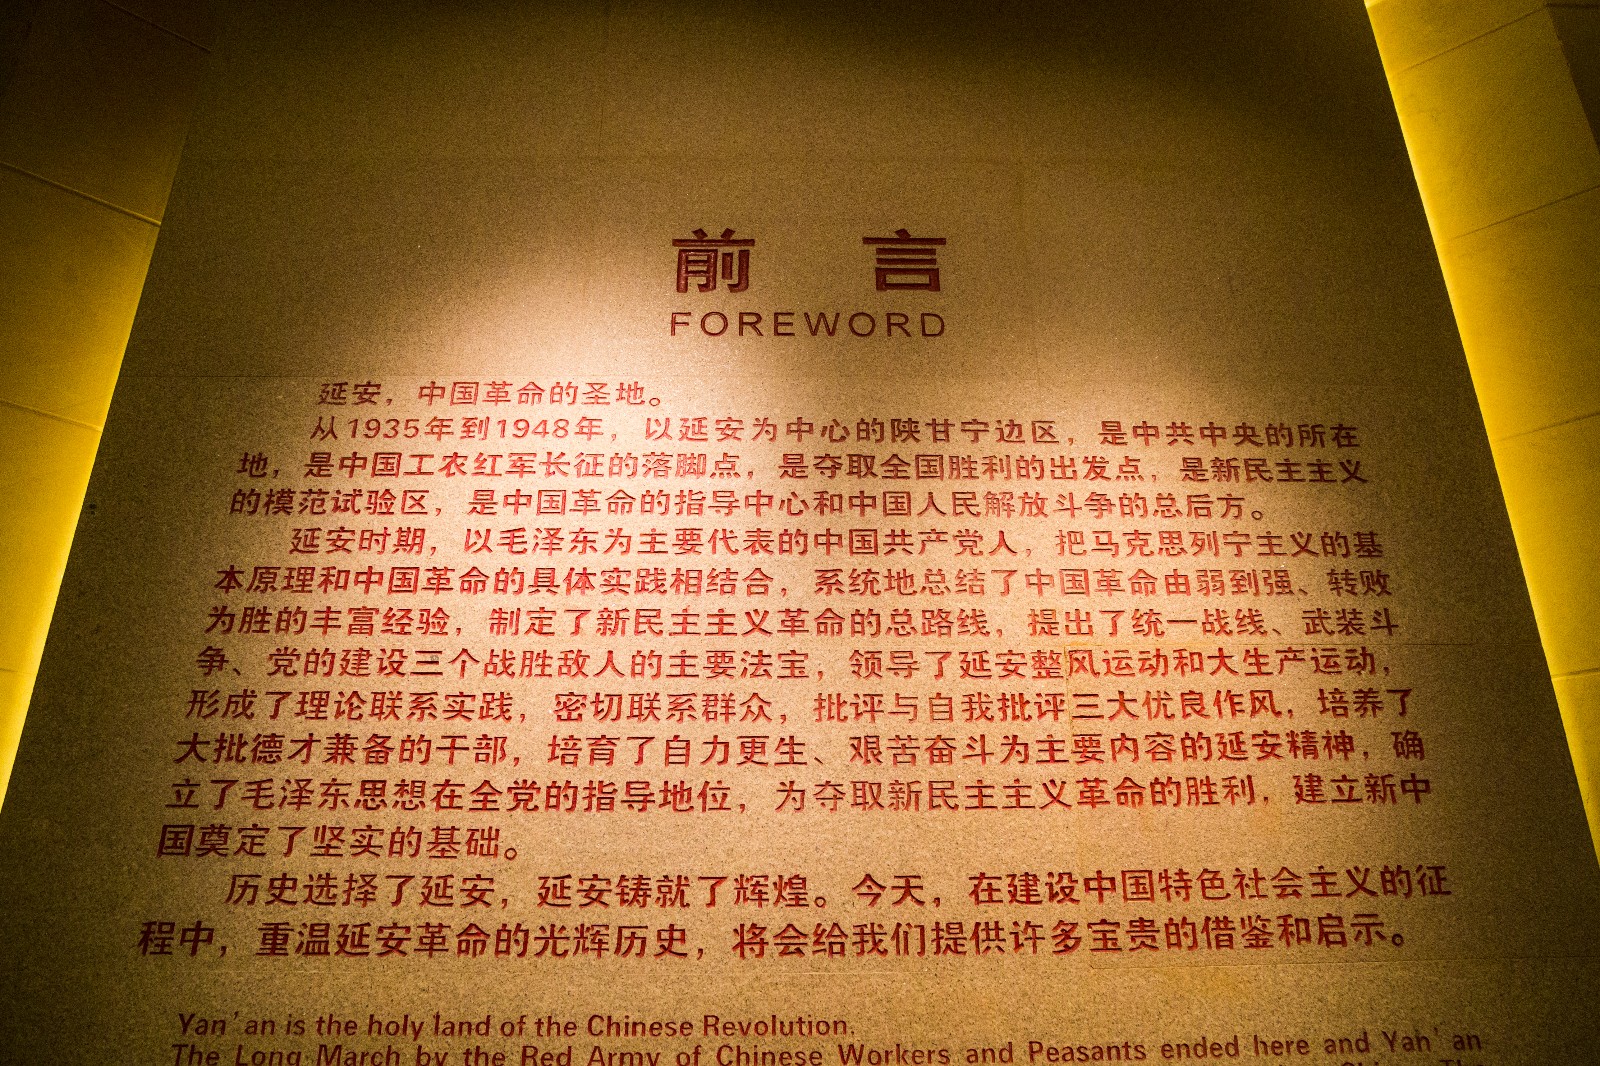 前言
FOREWORD
延安，中国革命的圣地。
从1935年到1948年，以延安为中心的陕甘宁边区，是中共中央的所在
地，是中国工农红军长征的落脚点，是夺取全国胜利的出发点，是新民主主义
的模范试验区，是中国革命的指导中心和中国人民解放斗争的总后方。
延安时期，以毛泽东为主要代表的中国共产党人，把马克思列宁主义的基
本原理和中国革命的具体实践相结合，系统地总结了中国革命由弱到强、转败
为胜的丰富经验，制定了新民主主义革命的总路线，提出了统一战线、武装斗
争、党的建设三个战胜敌人的主要法宝，领导了延安整风运动和大生产运动，
形成了理论联系实践，密切联系群众，批评与自我批评三大优良作风，培养了
大批德才兼备的干部，培育了自力更生、艰苦奋斗为主要内容的延安精神，确
立了毛泽东思想在全党的指导地位，为夺取新民主主义革命的胜利，建立新中
国奠定了坚实的基础。
历史选择了延安，延安铸就了辉煌。今天，在建设中国特色社会主义的征
程中，重温延安革命的光辉历史，将会给我们提供许多宝贵的借鉴和启示。
Yan'an is the holy land of the Chinese Revolution.
The Long March by the Red Army of Chinese Workers and Peasants ended here and Yah'an